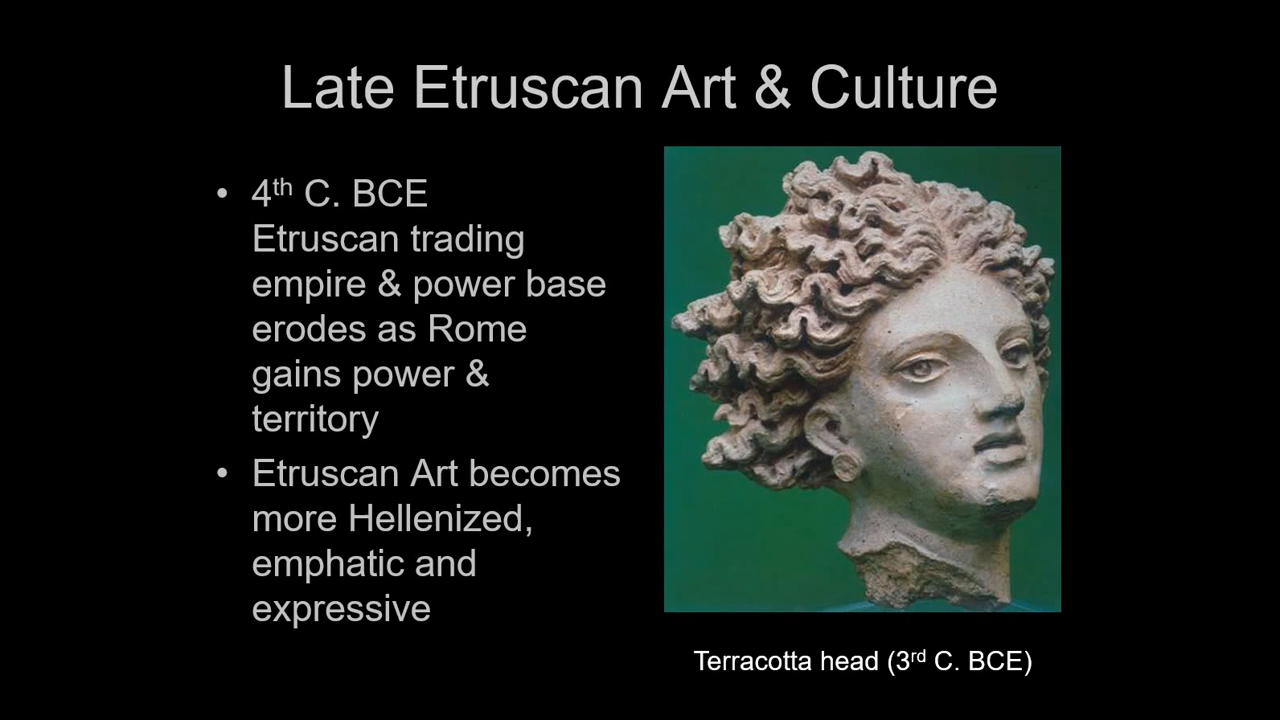 Late Etruscan Art & Culture
• 4th C. BCE
Etruscan trading
empire & power base
erodes as Rome
gains power &
territory
• Etruscan Art becomes
more Hellenized,
emphatic and
expressive
Terracotta head (3rd C. BCE)